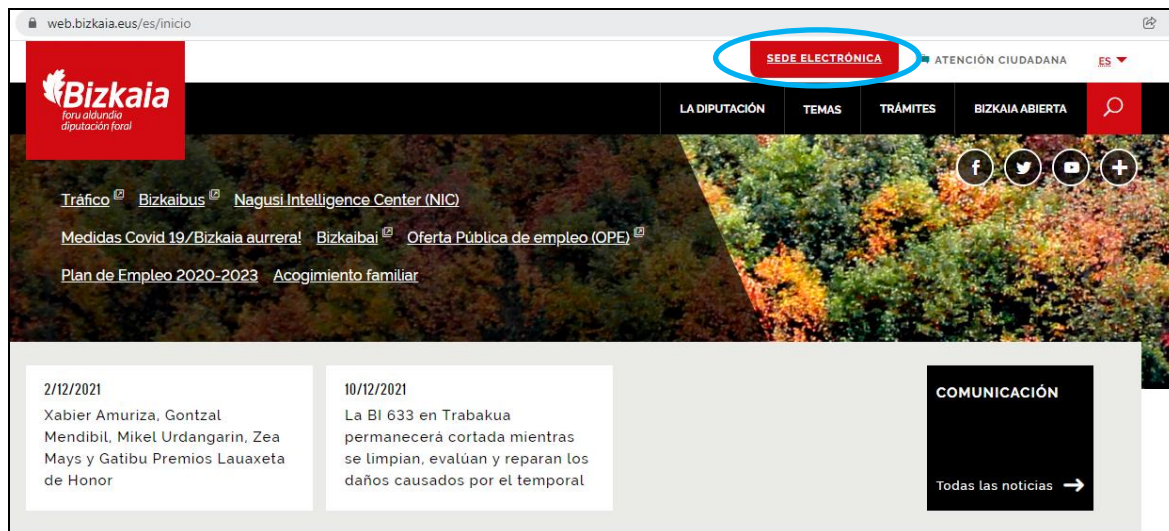 web.bizkaia.eus/es/inicio
SEDE ELECTRÓNICA
ATENCIÓN CIUDADANA
ES
Bizkaia
foru aldundia
diputación foral
LA DIPUTACIÓN
TEMAS
TRÁMITES
BIZKAIA ABIERTA
Tráfico Bizkaibus Nagusi Intelligence Center (NIC)
Medidas Covid 19/Bizkaia aurrera! Bizkaibai Oferta Pública de empleo (OPE)
Plan de Empleo 2020-2023 Acogimiento familiar
2/12/2021
Xabier Amuriza, Gontzal
Mendibil, Mikel Urdangarin, Zea
Mays y Gatibu Premios Lauaxeta
de Honor
10/12/2021
La BI 633 en Trabakua
permanecerá cortada mientras
se limpian, evalúan y reparan los
daños causados por el temporal
COMUNICACIÓN
Todas las noticias